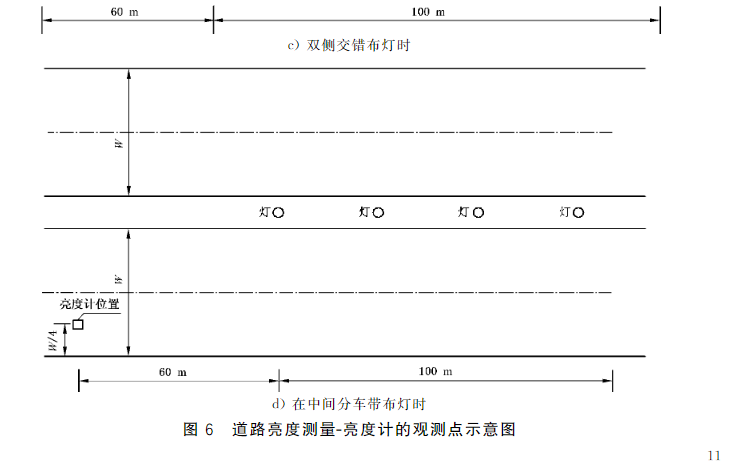 60 m 100 m
c）双侧交错布灯时
W
灯 灯 灯 灯
W
亮度计位置
W/4
60 m 100 m
d）在中间分车带布灯时
图 6 道路亮度测量-亮度计的观测点示意图
11